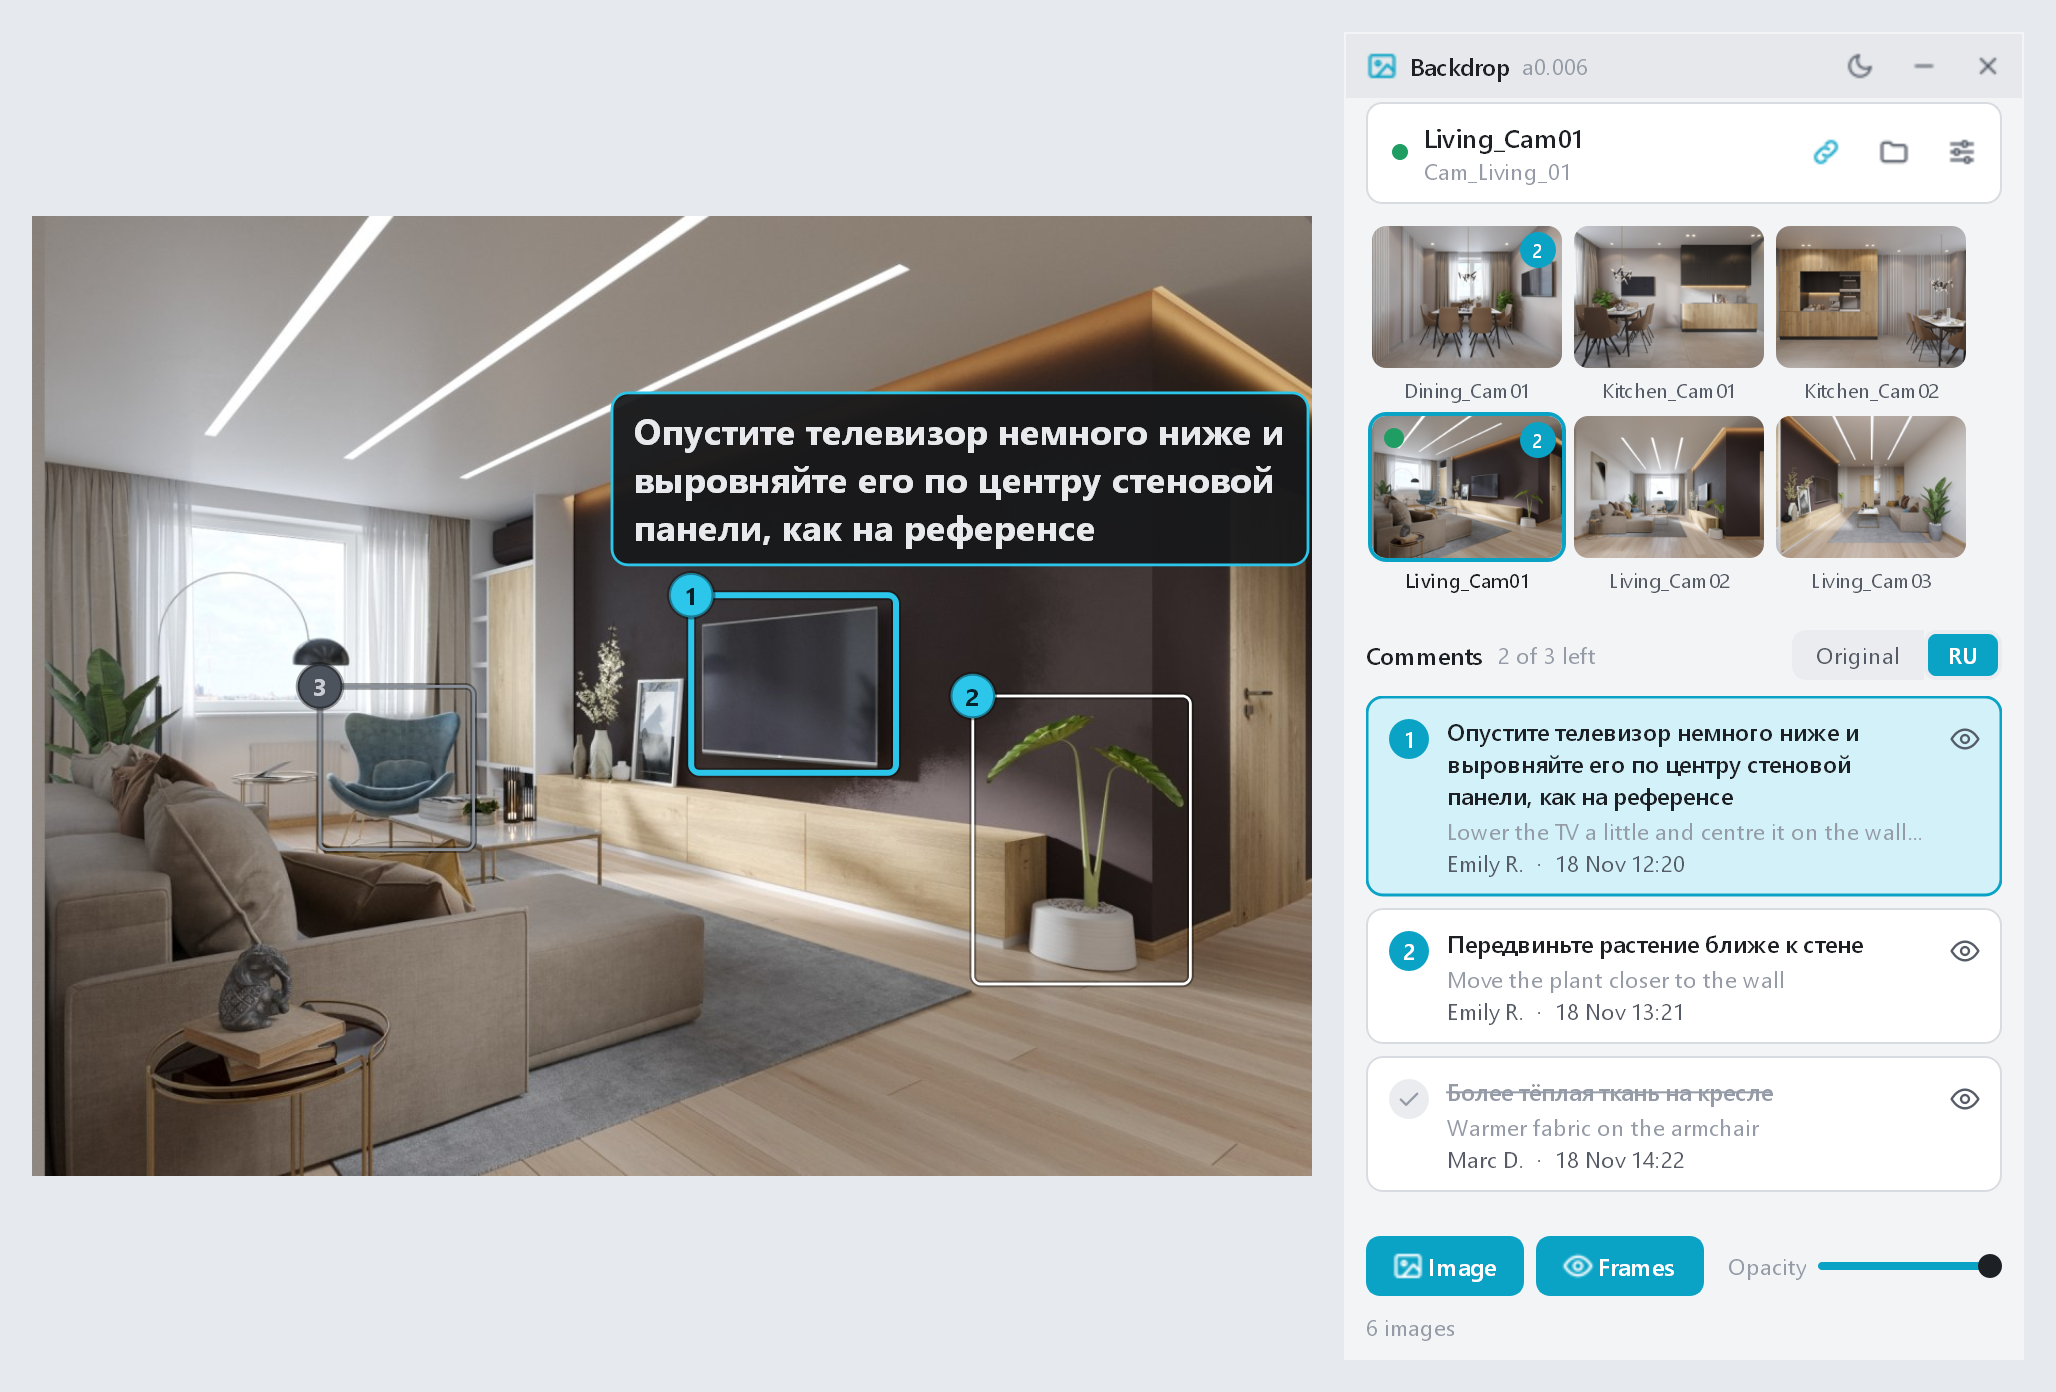 Backdrop a0.006
Living_Cam01
Cam_Living_01
2
Dining_Cam01
Kitchen_Cam01
Kitchen_Cam02
2
Living_Cam01
Living_Cam02
Living_Cam03
Опустите телевизор немного ниже и
выровняйте его по центру стеновой
панели, как на референсе
1
2
3
Comments 2 of 3 left
Original
RU
1
Опустите телевизор немного ниже и
выровняйте его по центру стеновой
панели, как на референсе
Lower the TV a little and centre it on the wall...
Emily R. · 18 Nov 12:20
2
Передвиньте растение ближе к стене
Move the plant closer to the wall
Emily R. · 18 Nov 13:21
Более тёплая ткань на кресле
Warmer fabric on the armchair
Marc D. · 18 Nov 14:22
Image
Frames
Opacity
6 images